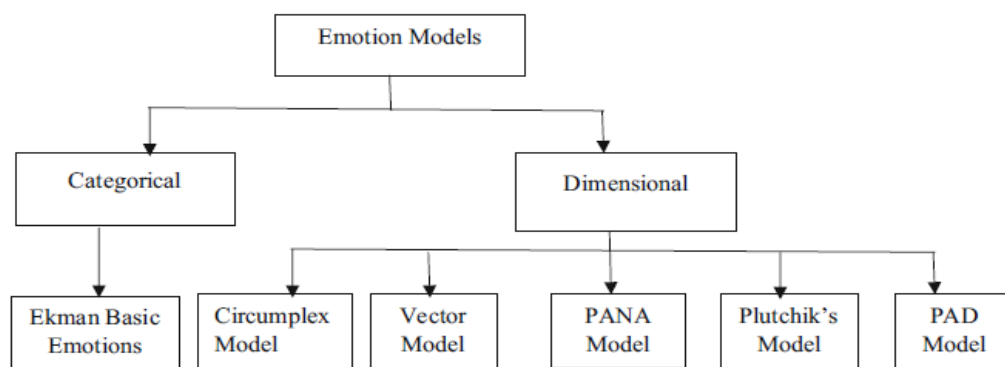 Emotion Models
Categorical
Dimensional
Ekman Basic
Emotions
Circumplex
Model
Vector
Model
PANA
Model
Plutchik's
Model
PAD
Model